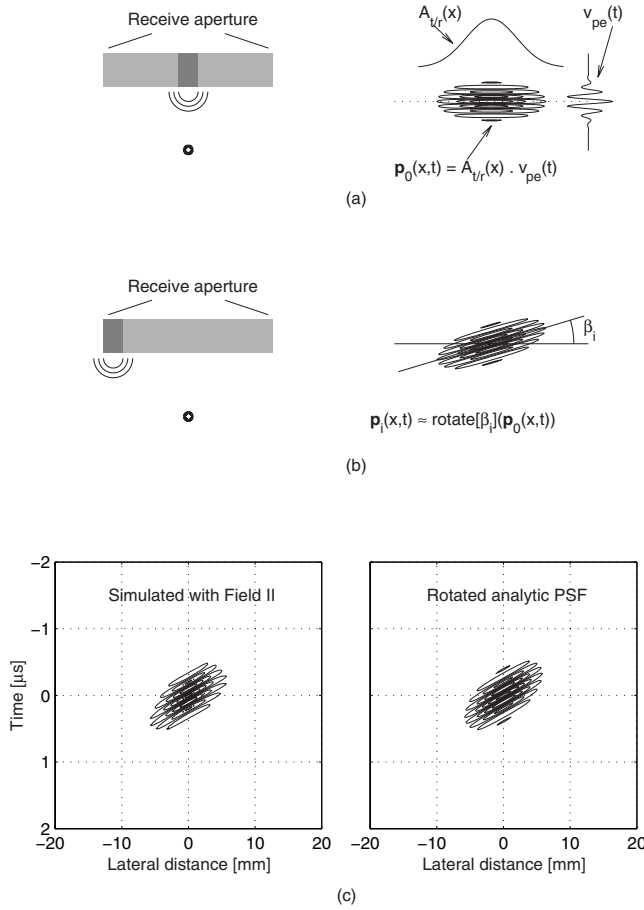 Receive aperture
A_{t/r}(x)
v_{pe}(t)
p_0(x,t) = A_{t/r}(x) . v_{pe}(t)
(a)
Receive aperture
β_i
p_i(x,t) ≈ rotate[β_i](p_0(x,t))
(b)
Simulated with Field II
Rotated analytic PSF
Time [µs]
−2
−1
0
1
2
−20 −10 0 10 20
−20 −10 0 10 20
Lateral distance [mm]
Lateral distance [mm]
(c)